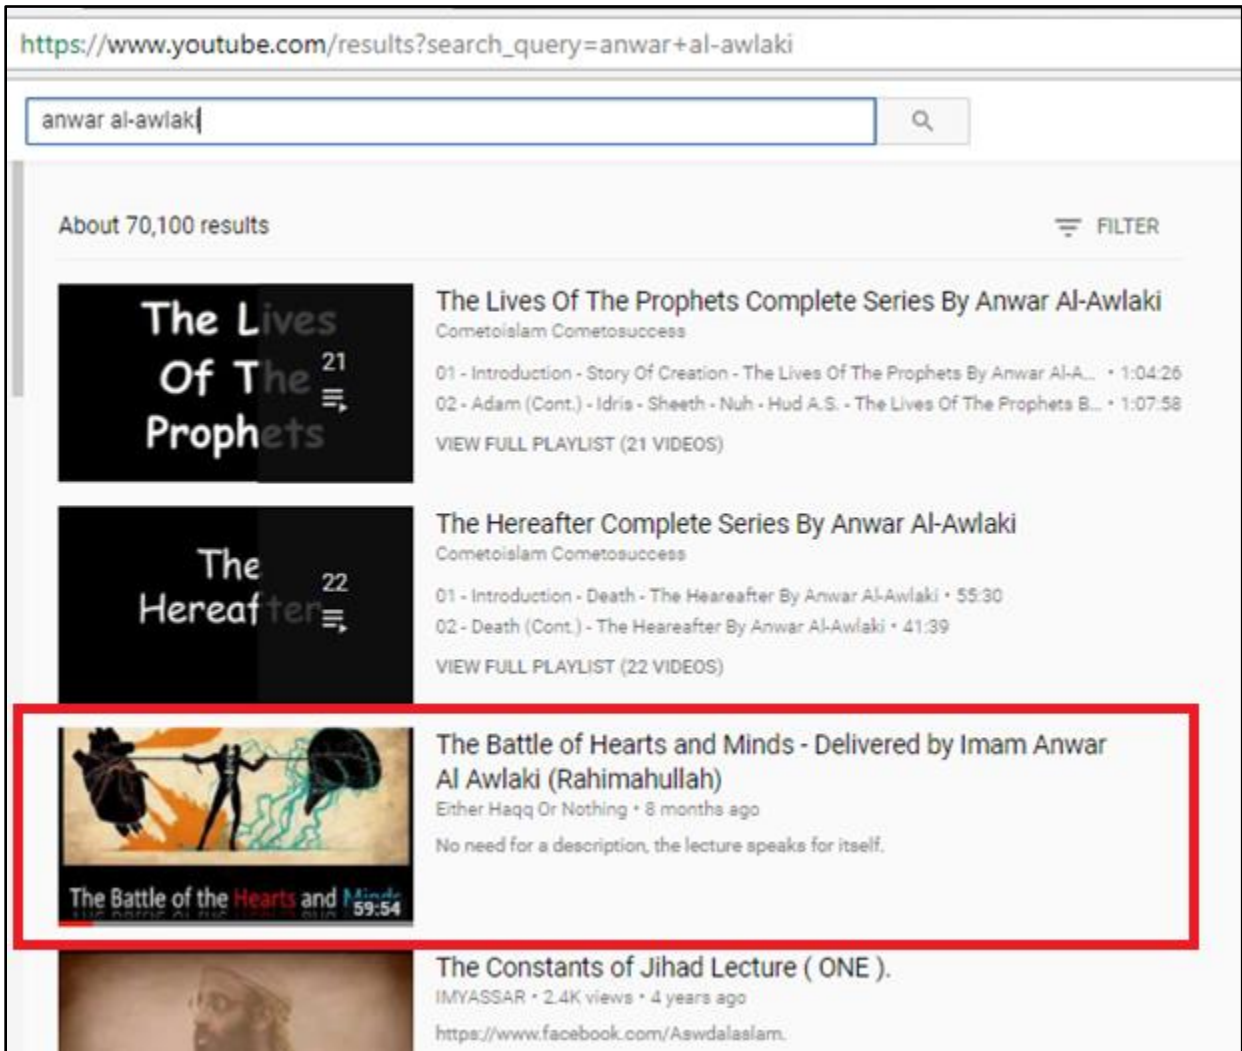 https://www.youtube.com/results?search_query=anwar+al-awlaki
anwar al-awlaki
About 70,100 results
FILTER
The Lives
Of The
Prophets
21
The Lives Of The Prophets Complete Series By Anwar Al-Awlaki
Cometoislam Cometosuccess
01 - Introduction - Story Of Creation - The Lives Of The Prophets By Anwar Al-A... • 1:04:26
02 - Adam (Cont.) - Idris - Sheeth - Nuh - Hud A.S. - The Lives Of The Prophets B... • 1:07:58
VIEW FULL PLAYLIST (21 VIDEOS)
The
Hereafter
22
The Hereafter Complete Series By Anwar Al-Awlaki
Cometoislam Cometosuccess
01 - Introduction - Death - The Heareafter By Anwar Al-Awlaki • 55:30
02 - Death (Cont.) - The Heareafter By Anwar Al-Awlaki • 41:39
VIEW FULL PLAYLIST (22 VIDEOS)
The Battle of the Hearts and Minds
59:54
The Battle of Hearts and Minds - Delivered by Imam Anwar
Al Awlaki (Rahimahullah)
Either Haqq Or Nothing • 8 months ago
No need for a description, the lecture speaks for itself.
The Constants of Jihad Lecture ( ONE ).
IMYASSAR • 2.4K views • 4 years ago
https://www.facebook.com/Aswdalaslam.